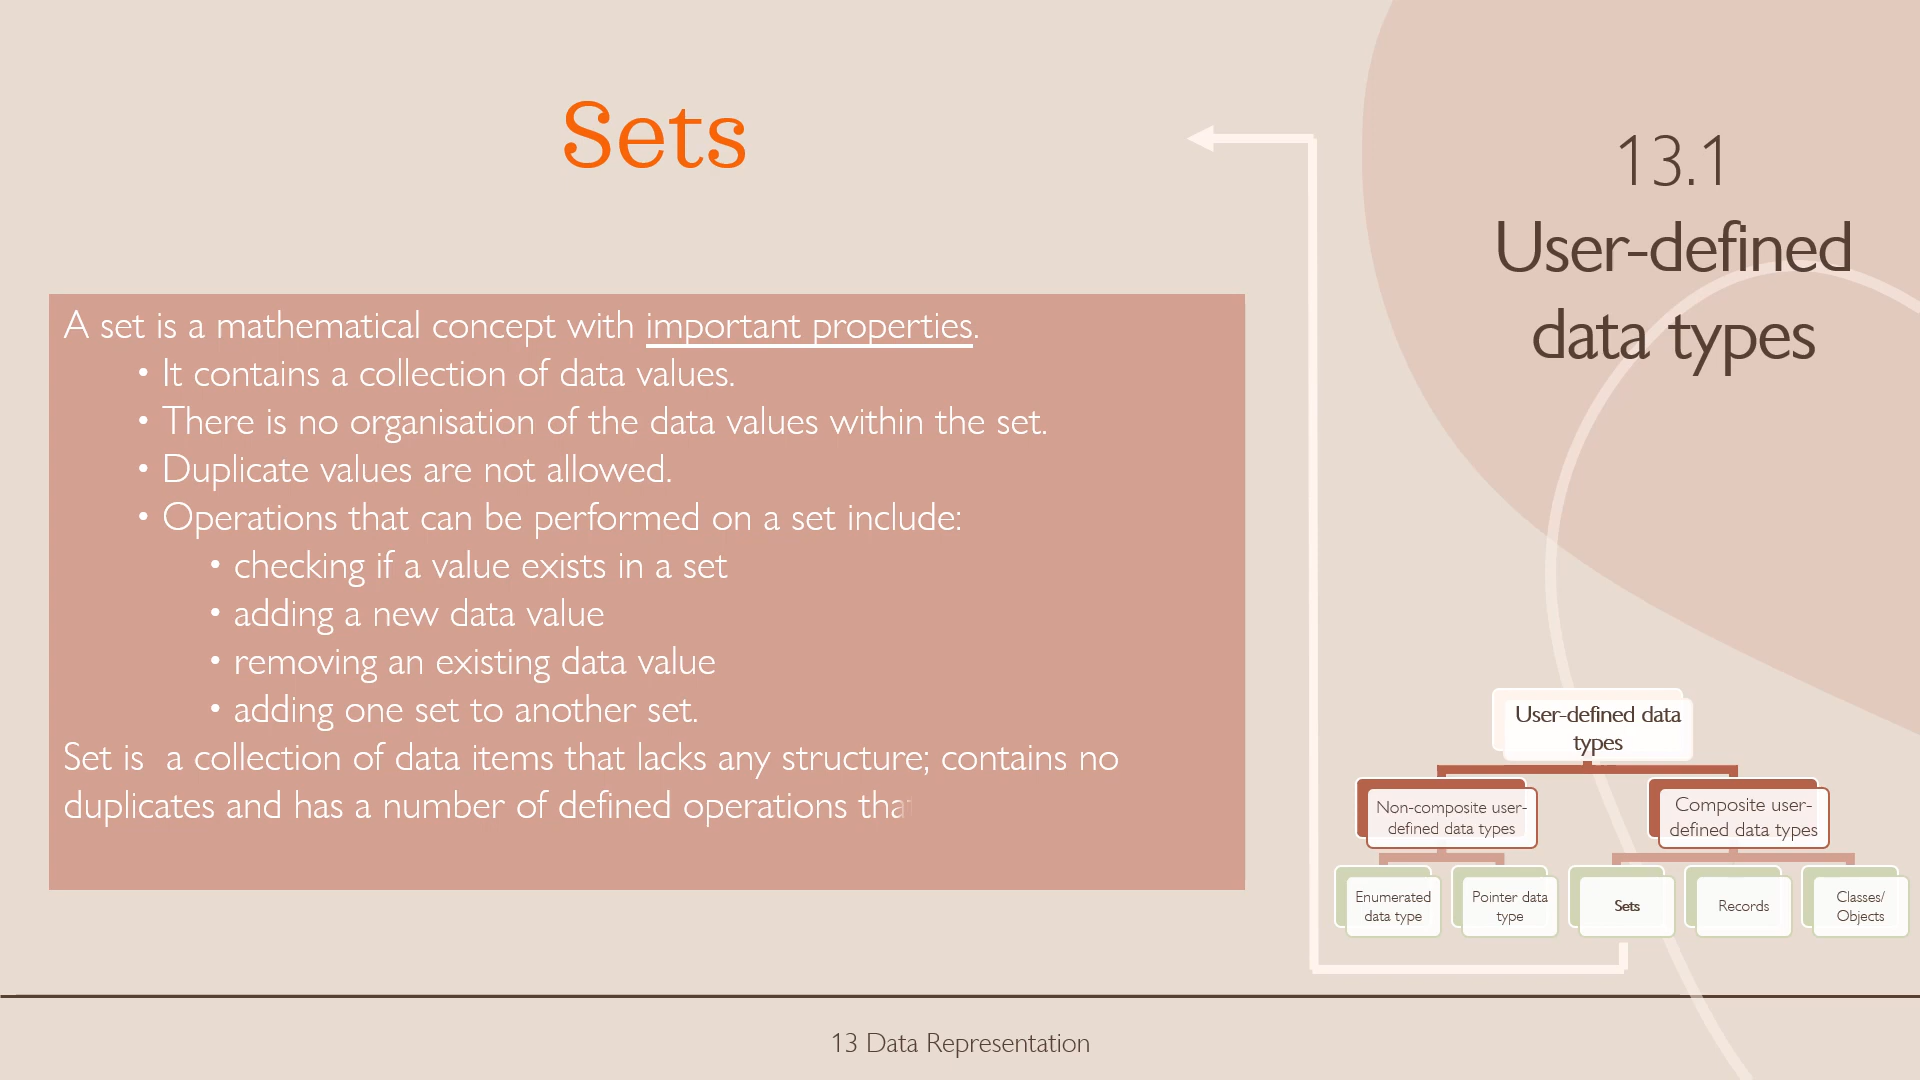 Sets
A set is a mathematical concept with important properties.
• It contains a collection of data values.
• There is no organisation of the data values within the set.
• Duplicate values are not allowed.
• Operations that can be performed on a set include:
• checking if a value exists in a set
• adding a new data value
• removing an existing data value
• adding one set to another set.
Set is a collection of data items that lacks any structure; contains no
duplicates and has a number of defined operations that
13.1
User-defined
data types
User-defined data
types
Non-composite user-
defined data types
Composite user-
defined data types
Enumerated
data type
Pointer data
type
Sets
Records
Classes/
Objects
13 Data Representation